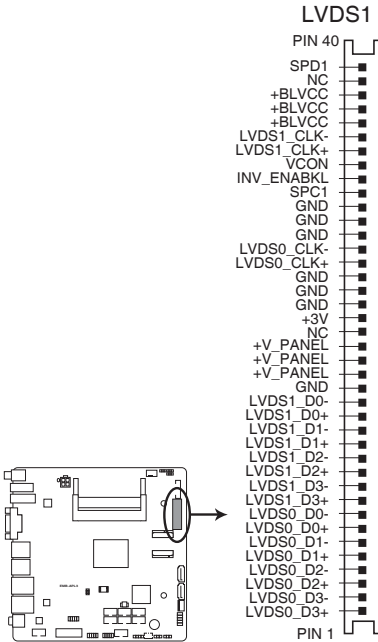 LVDS1
PIN 40
SPD1
NC
+BLVCC
+BLVCC
+BLVCC
LVDS1_CLK-
LVDS1_CLK+
VCON
INV_ENABKL
SPC1
GND
GND
GND
LVDS0_CLK-
LVDS0_CLK+
GND
GND
GND
+3V
NC
+V_PANEL
+V_PANEL
+V_PANEL
GND
LVDS1_D0-
LVDS1_D0+
LVDS1_D1-
LVDS1_D1+
LVDS1_D2-
LVDS1_D2+
LVDS1_D3-
LVDS1_D3+
LVDS0_D0-
LVDS0_D0+
LVDS0_D1-
LVDS0_D1+
LVDS0_D2-
LVDS0_D2+
LVDS0_D3-
LVDS0_D3+
PIN 1